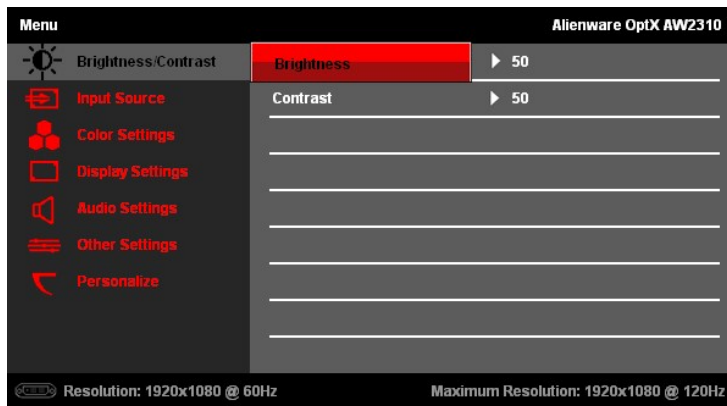 Menu Alienware OptX AW2310
Brightness/Contrast Brightness 50
Input Source Contrast 50
Color Settings
Display Settings
Audio Settings
Other Settings
Personalize
Resolution: 1920x1080 @ 60Hz Maximum Resolution: 1920x1080 @ 120Hz